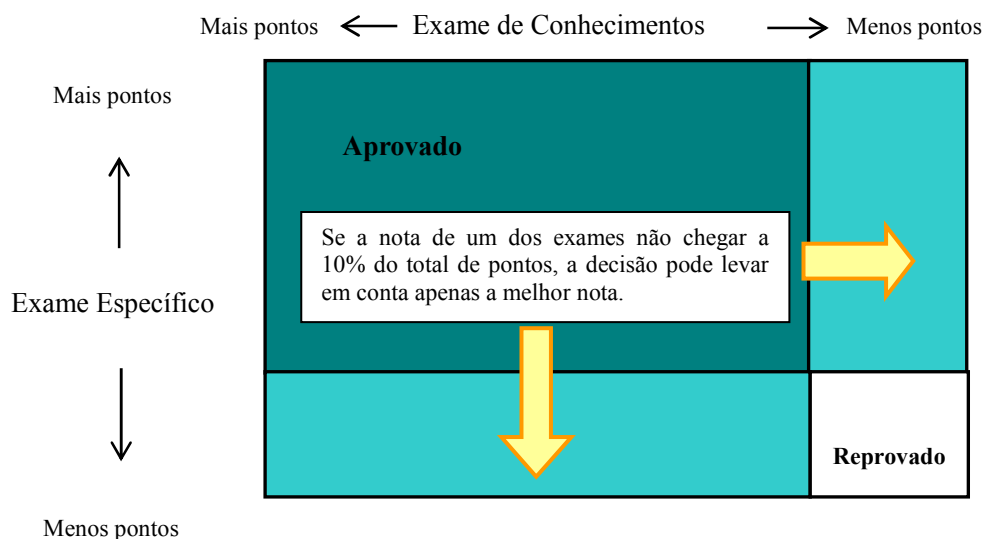 Mais pontos Exame de Conhecimentos Menos pontos
Mais pontos
Aprovado
Se a nota de um dos exames não chegar a
10% do total de pontos, a decisão pode levar
em conta apenas a melhor nota.
Exame Específico
Reprovado
Menos pontos